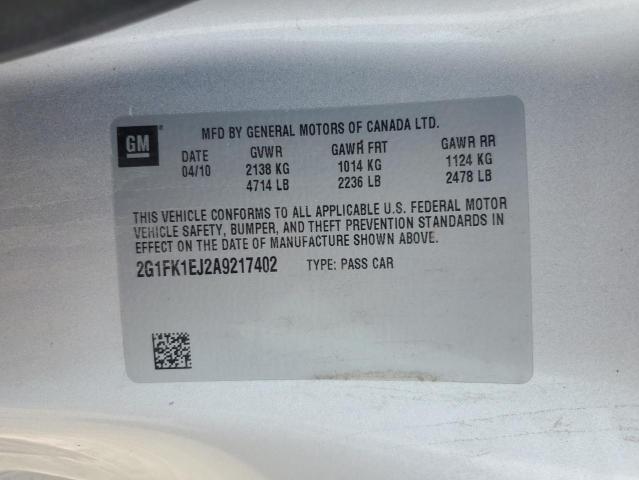 GM
MFD BY GENERAL MOTORS OF CANADA LTD.
DATE GVWR GAWR FRT GAWR RR
04/10 2138 KG 1014 KG 1124 KG
4714 LB 2236 LB 2478 LB
THIS VEHICLE CONFORMS TO ALL APPLICABLE U.S. FEDERAL MOTOR
VEHICLE SAFETY, BUMPER, AND THEFT PREVENTION STANDARDS IN
EFFECT ON THE DATE OF MANUFACTURE SHOWN ABOVE.
2G1FK1EJ2A9217402 TYPE: PASS CAR